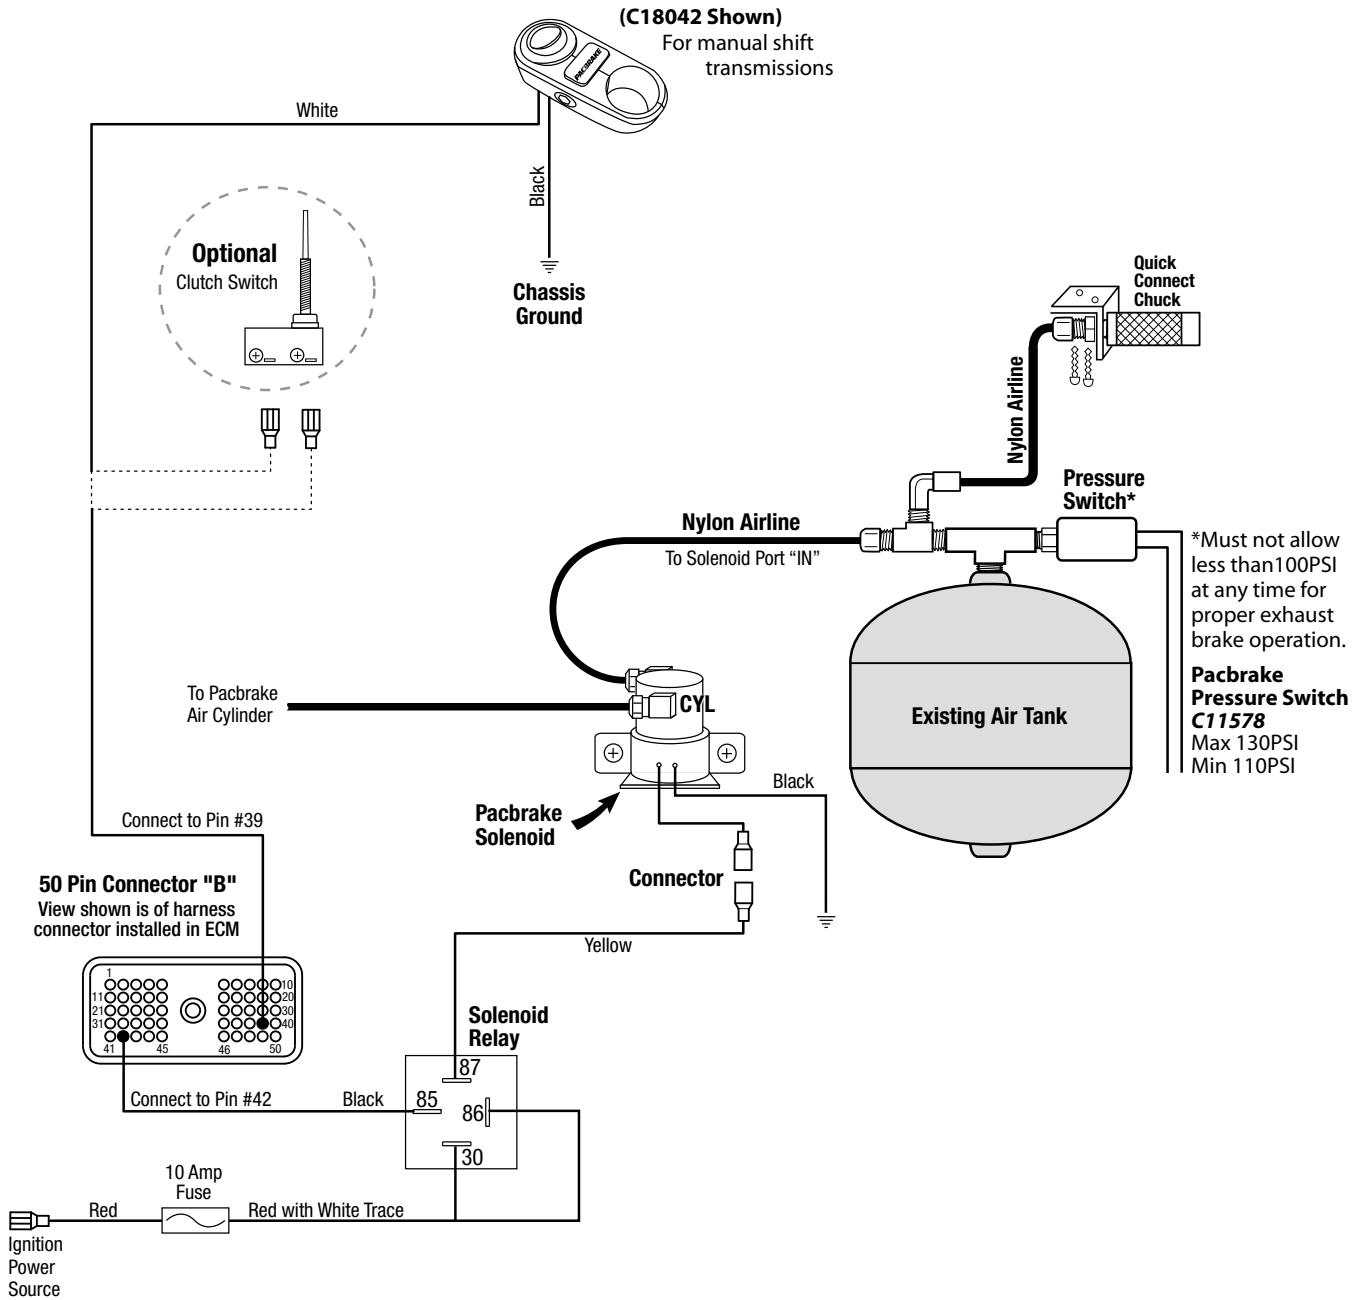 (C18042 Shown)
For manual shift
transmissions
PACBRAKE
White
Black
Optional
Clutch Switch
Chassis
Ground
Quick
Connect
Chuck
Nylon Airline
Pressure
Switch*
Nylon Airline
To Solenoid Port “IN”
*Must not allow
less than100PSI
at any time for
proper exhaust
brake operation.
Pacbrake
Pressure Switch
C11578
Max 130PSI
Min 110PSI
To Pacbrake
Air Cylinder
CYL
Existing Air Tank
Black
Pacbrake
Solenoid
Connect to Pin #39
Connector
50 Pin Connector "B"
View shown is of harness
connector installed in ECM
Yellow
1
10
11
20
21
30
31
40
41
45
46
50
Solenoid
Relay
87
85
86
30
Connect to Pin #42
Black
10 Amp
Fuse
Red
Red with White Trace
Ignition
Power
Source